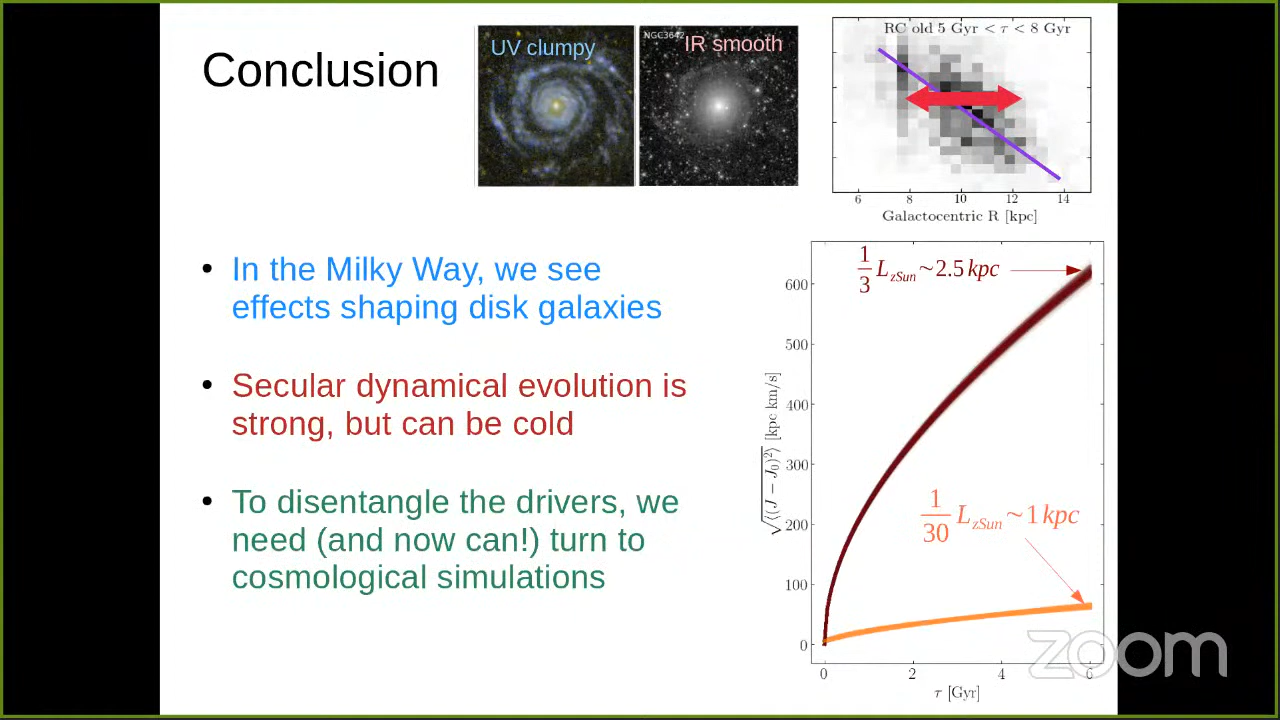 Conclusion
UV clumpy
NGC3642
IR smooth
RC old 5 Gyr < τ < 8 Gyr
6 8 10 12 14
Galactocentric R [kpc]
• In the Milky Way, we see
effects shaping disk galaxies
• Secular dynamical evolution is
strong, but can be cold
• To disentangle the drivers, we
need (and now can!) turn to
cosmological simulations
1/3 L_zSun ~ 2.5 kpc
1/30 L_zSun ~ 1 kpc
√⟨(J − J₀)²⟩ [kpc km/s]
600
500
400
300
200
100
0
0 2 4 6
τ [Gyr]
zoom